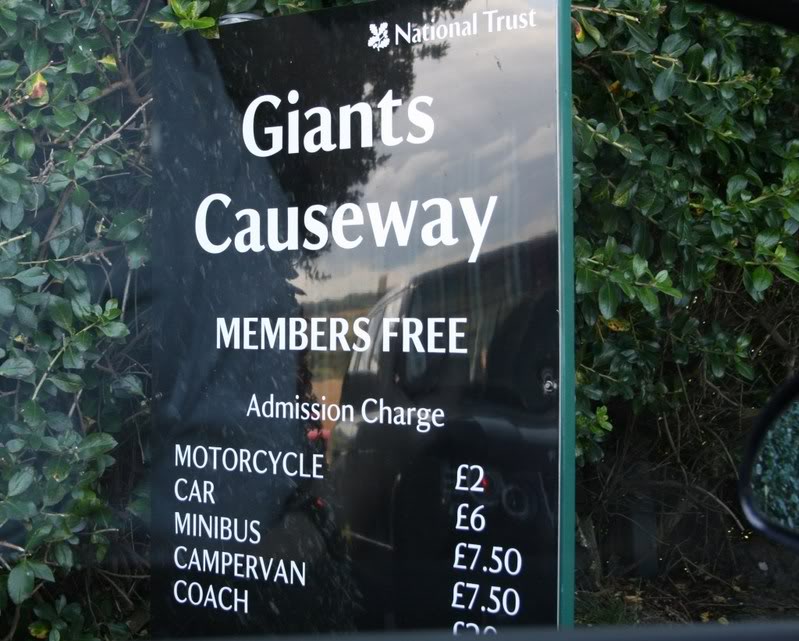 National Trust
Giants
Causeway
MEMBERS FREE
Admission Charge
MOTORCYCLE £2
CAR £6
MINIBUS £7.50
CAMPERVAN £7.50
COACH